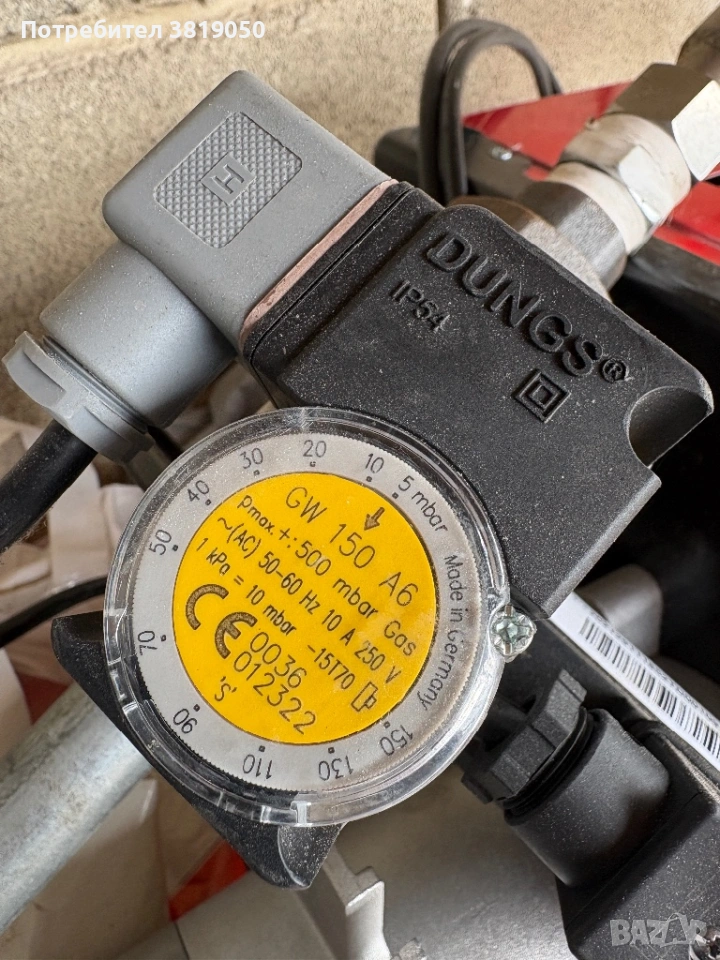 Потребител 3819050
H
DUNGS®
IP54
5 mbar
10
20
30
40
50
70
90
110
130
150
Made in Germany
GW 150 A6
pmax. +: 500 mbar Gas
~(AC) 50-60 Hz 10 A 250 V
1 kPa = 10 mbar -15T70
CE 0036
012322
'S'
BAZAR